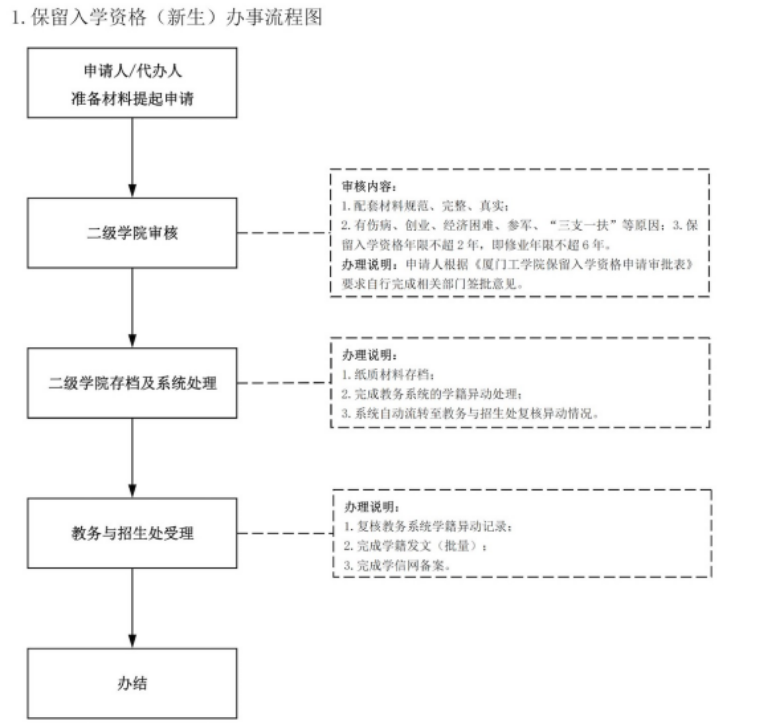 1. 保留入学资格（新生）办事流程图
申请人/代办人
准备材料提起申请
二级学院审核
审核内容：
1. 配套材料规范、完整、真实；
2. 有伤病、创业、经济困难、参军、“三支一扶”等原因；3. 保
留入学资格年限不超 2 年，即修业年限不超 6 年。
办理说明：申请人根据《厦门工学院保留入学资格申请审批表》
要求自行完成相关部门签批意见。
二级学院存档及系统处理
办理说明：
1. 纸质材料存档；
2. 完成教务系统的学籍异动处理；
3. 系统自动流转至教务与招生处复核异动情况。
教务与招生处受理
办理说明：
1. 复核教务系统学籍异动记录；
2. 完成学籍发文（批量）；
3. 完成学信网备案。
办结